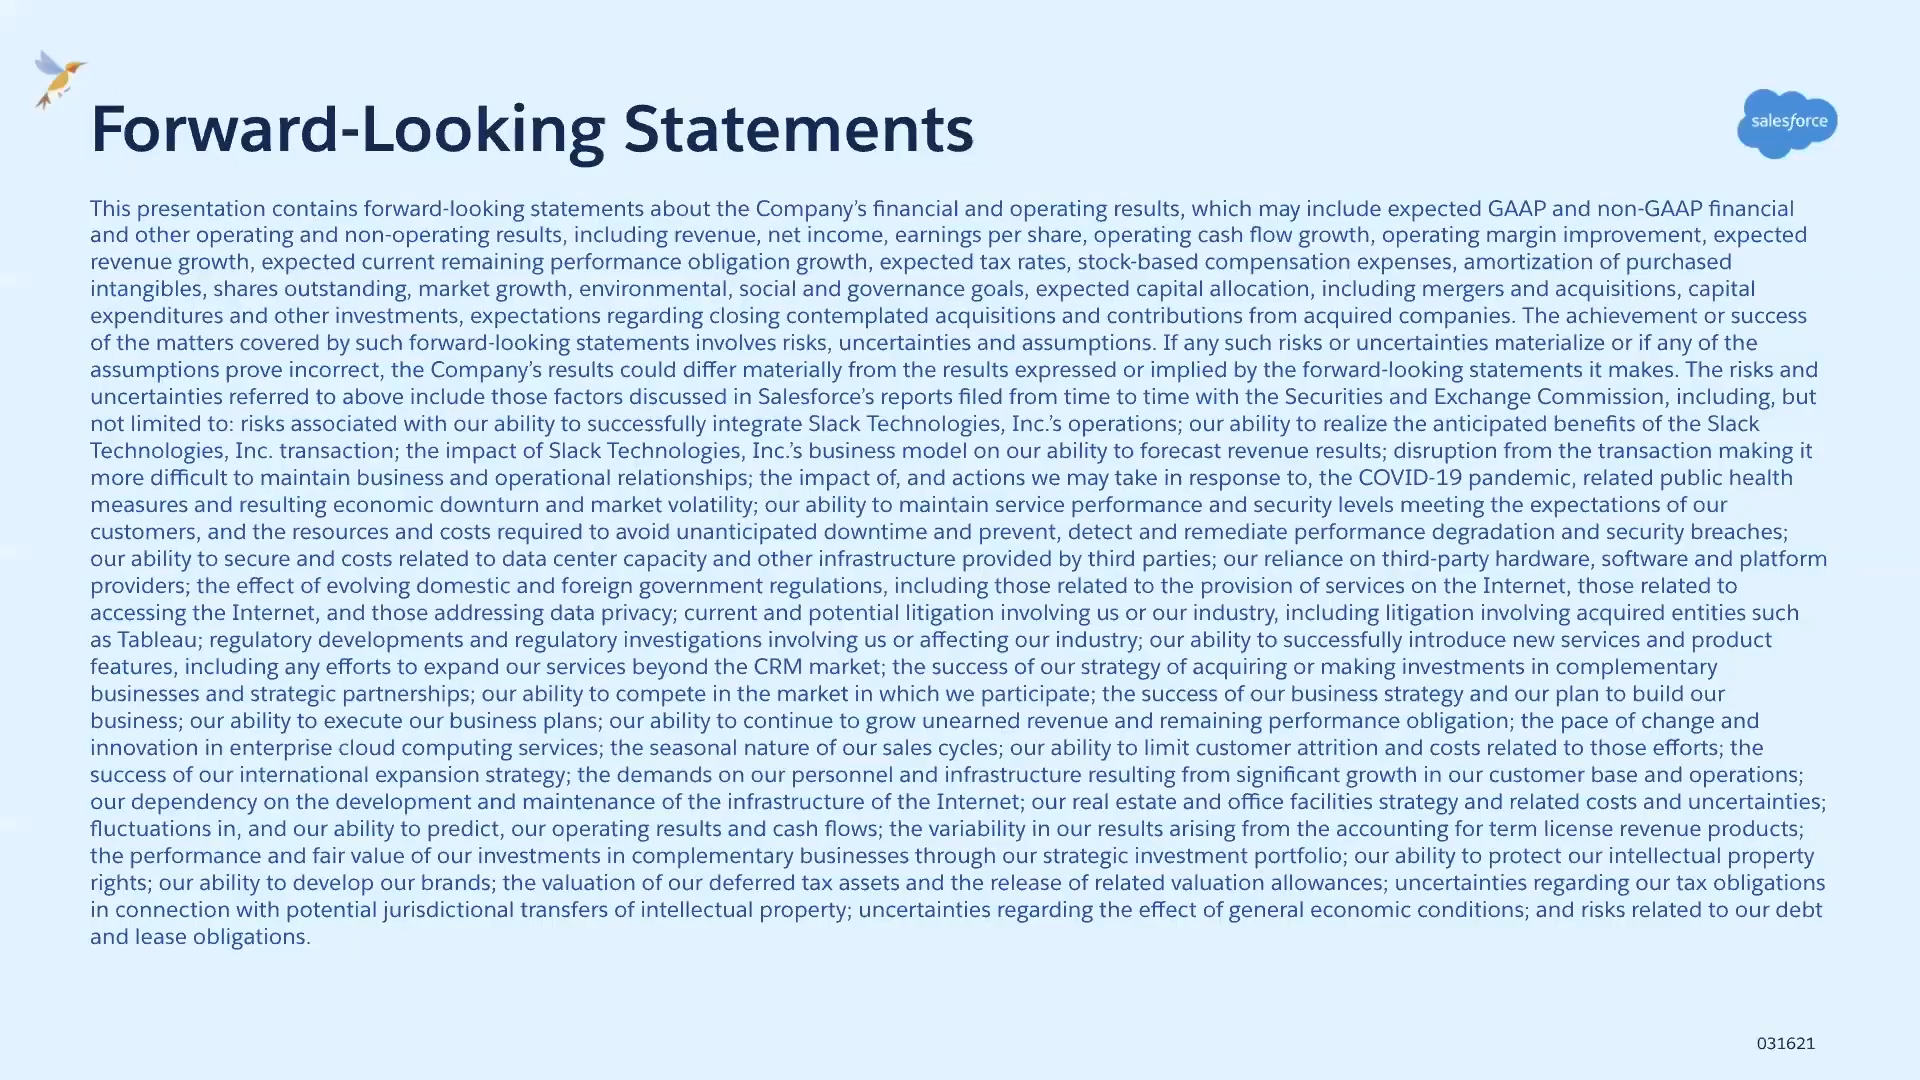 Forward-Looking Statements
salesforce
This presentation contains forward-looking statements about the Company’s financial and operating results, which may include expected GAAP and non-GAAP financial
and other operating and non-operating results, including revenue, net income, earnings per share, operating cash flow growth, operating margin improvement, expected
revenue growth, expected current remaining performance obligation growth, expected tax rates, stock-based compensation expenses, amortization of purchased
intangibles, shares outstanding, market growth, environmental, social and governance goals, expected capital allocation, including mergers and acquisitions, capital
expenditures and other investments, expectations regarding closing contemplated acquisitions and contributions from acquired companies. The achievement or success
of the matters covered by such forward-looking statements involves risks, uncertainties and assumptions. If any such risks or uncertainties materialize or if any of the
assumptions prove incorrect, the Company’s results could differ materially from the results expressed or implied by the forward-looking statements it makes. The risks and
uncertainties referred to above include those factors discussed in Salesforce’s reports filed from time to time with the Securities and Exchange Commission, including, but
not limited to: risks associated with our ability to successfully integrate Slack Technologies, Inc.’s operations; our ability to realize the anticipated benefits of the Slack
Technologies, Inc. transaction; the impact of Slack Technologies, Inc.’s business model on our ability to forecast revenue results; disruption from the transaction making it
more difficult to maintain business and operational relationships; the impact of, and actions we may take in response to, the COVID-19 pandemic, related public health
measures and resulting economic downturn and market volatility; our ability to maintain service performance and security levels meeting the expectations of our
customers, and the resources and costs required to avoid unanticipated downtime and prevent, detect and remediate performance degradation and security breaches;
our ability to secure and costs related to data center capacity and other infrastructure provided by third parties; our reliance on third-party hardware, software and platform
providers; the effect of evolving domestic and foreign government regulations, including those related to the provision of services on the Internet, those related to
accessing the Internet, and those addressing data privacy; current and potential litigation involving us or our industry, including litigation involving acquired entities such
as Tableau; regulatory developments and regulatory investigations involving us or affecting our industry; our ability to successfully introduce new services and product
features, including any efforts to expand our services beyond the CRM market; the success of our strategy of acquiring or making investments in complementary
businesses and strategic partnerships; our ability to compete in the market in which we participate; the success of our business strategy and our plan to build our
business; our ability to execute our business plans; our ability to continue to grow unearned revenue and remaining performance obligation; the pace of change and
innovation in enterprise cloud computing services; the seasonal nature of our sales cycles; our ability to limit customer attrition and costs related to those efforts; the
success of our international expansion strategy; the demands on our personnel and infrastructure resulting from significant growth in our customer base and operations;
our dependency on the development and maintenance of the infrastructure of the Internet; our real estate and office facilities strategy and related costs and uncertainties;
fluctuations in, and our ability to predict, our operating results and cash flows; the variability in our results arising from the accounting for term license revenue products;
the performance and fair value of our investments in complementary businesses through our strategic investment portfolio; our ability to protect our intellectual property
rights; our ability to develop our brands; the valuation of our deferred tax assets and the release of related valuation allowances; uncertainties regarding our tax obligations
in connection with potential jurisdictional transfers of intellectual property; uncertainties regarding the effect of general economic conditions; and risks related to our debt
and lease obligations.
031621